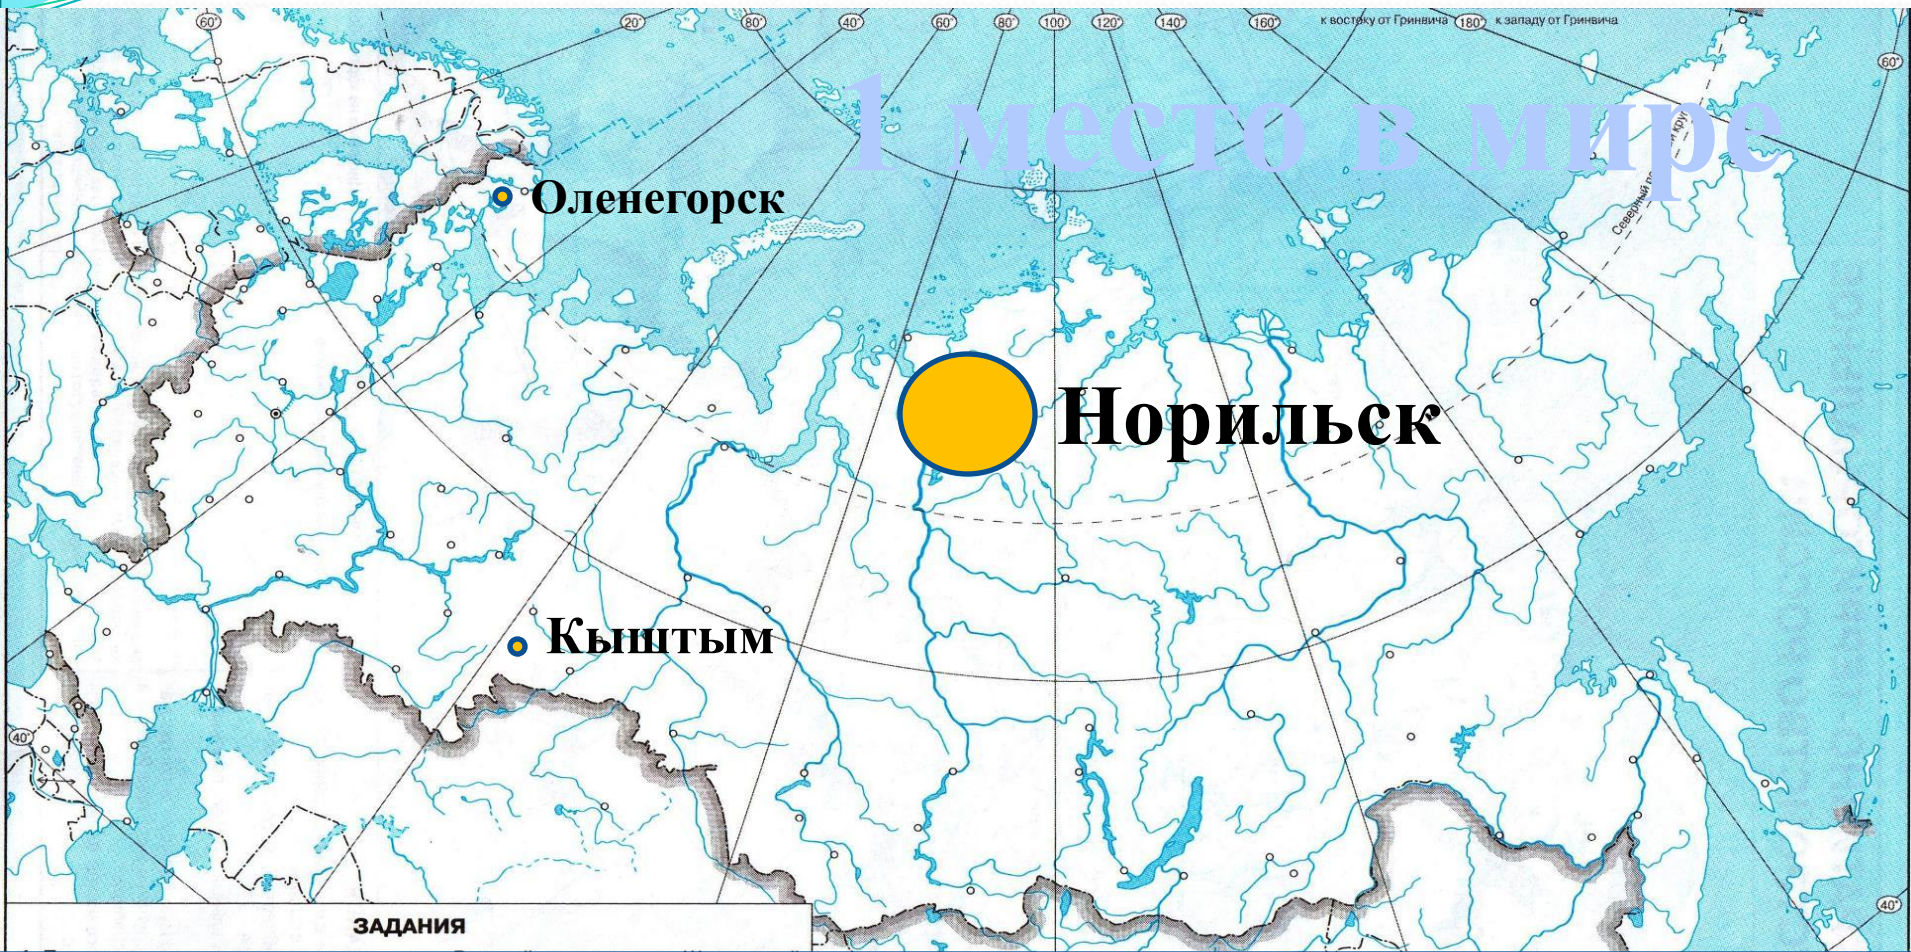 60° 20° 80° 40° 60° 80° 100° 120° 140° 160° к востоку от Гринвича 180° к западу от Гринвича
60°
1 место в мире
Оленегорск
Норильск
Кыштым
40°
40°
ЗАДАНИЯ